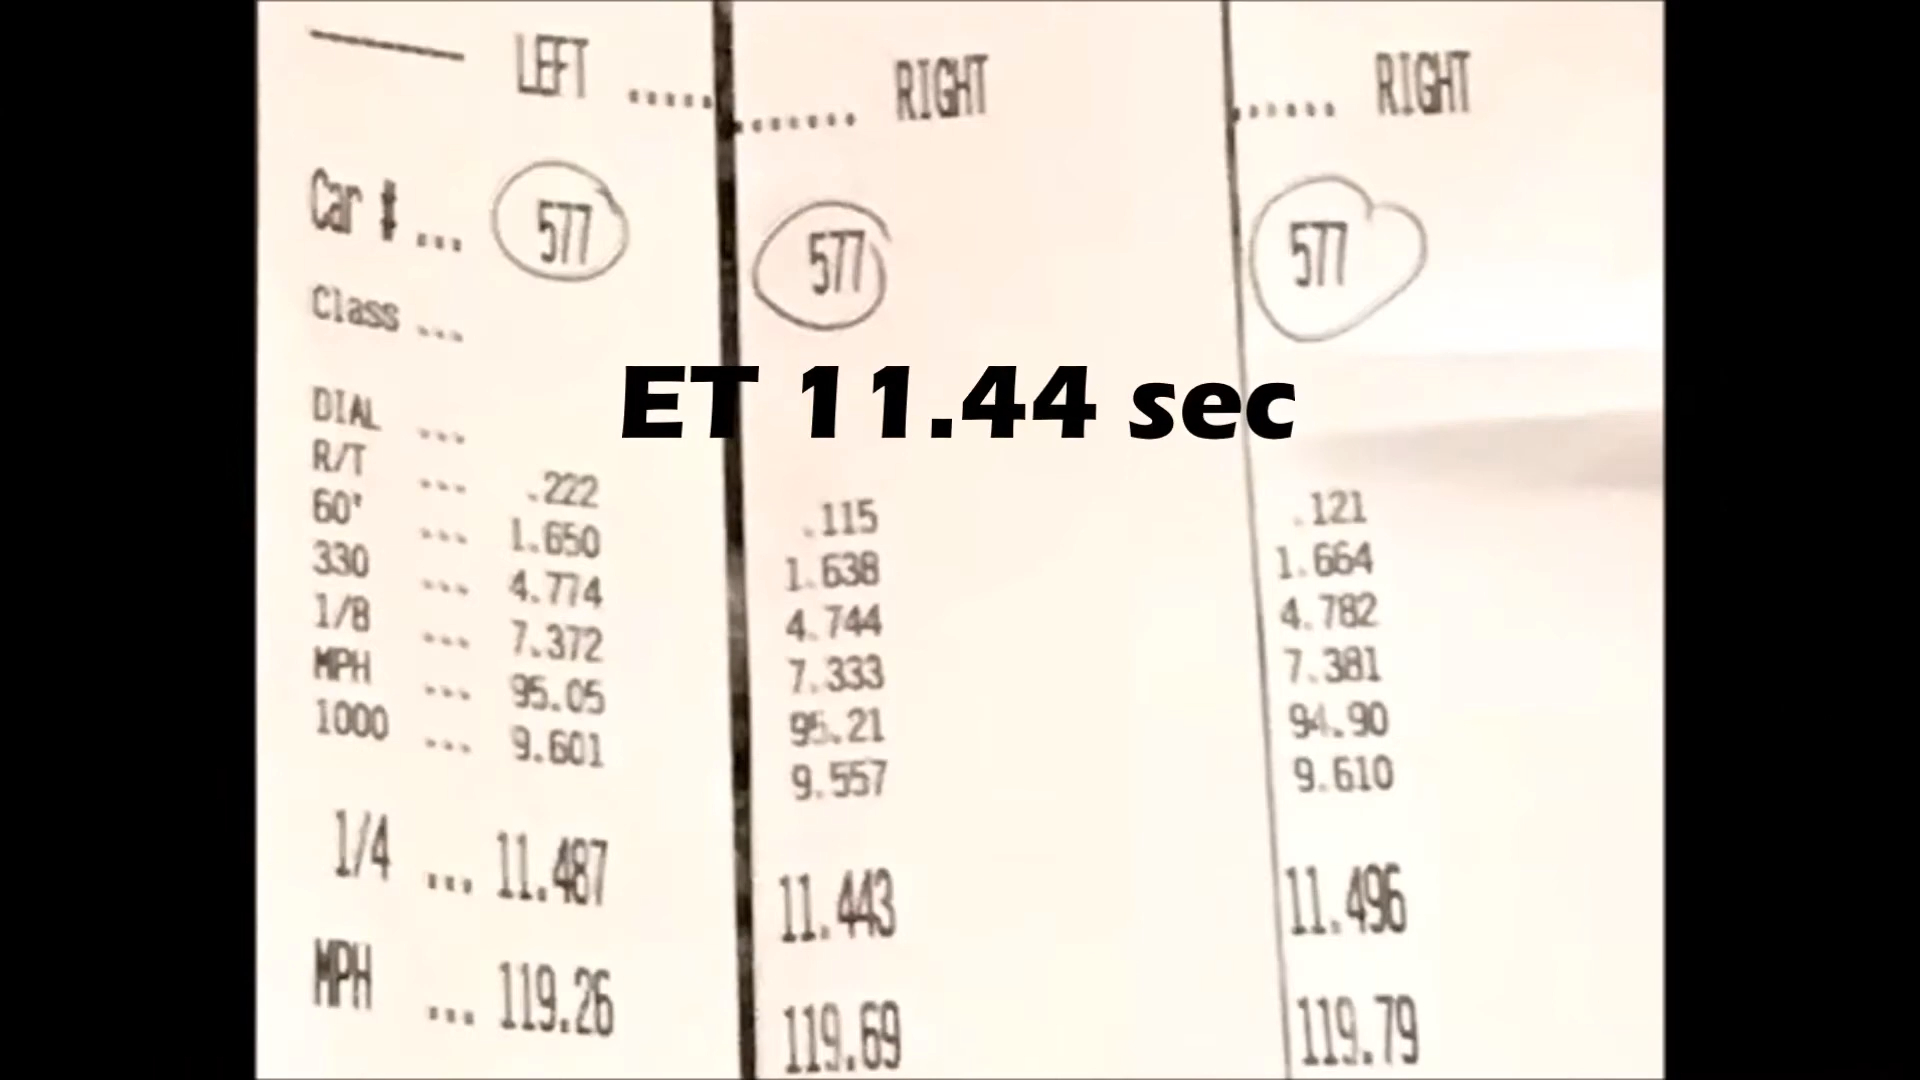 LEFT ..... ....... RIGHT ...... RIGHT
Car # ... 577 577 577
Class ...
ET 11.44 sec
DIAL ...
R/T ... .222 .115 .121
60' ... 1.650 1.638 1.664
330 ... 4.774 4.744 4.782
1/8 ... 7.372 7.333 7.381
MPH ... 95.05 95.21 94.90
1000 ... 9.601 9.557 9.610
1/4 ... 11.487 11.443 11.496
MPH ... 119.26 119.69 119.79